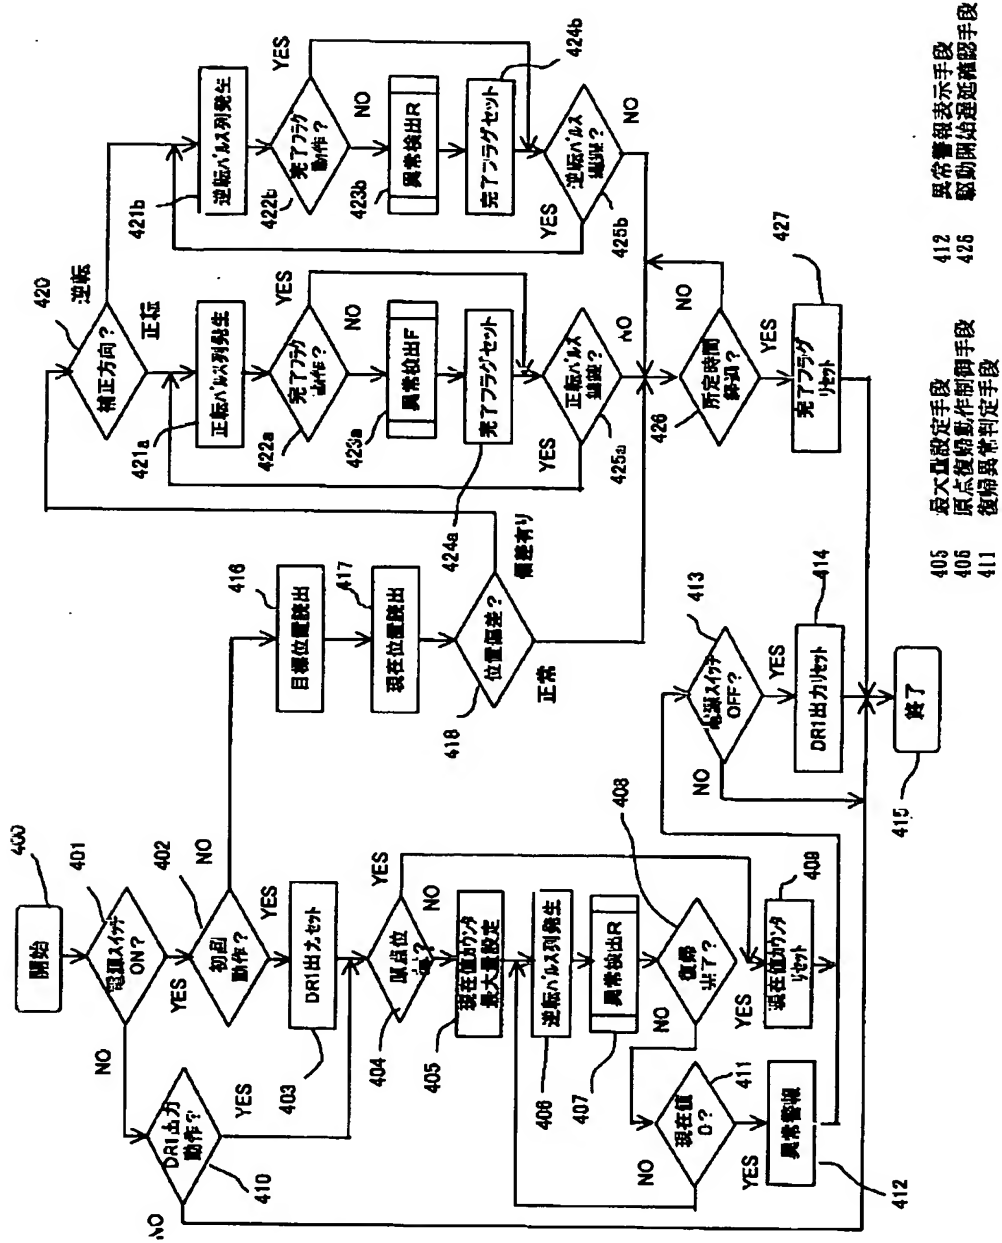 400
開始
401
電源スイッチ
ON?
NO
YES
402
初回
動作?
NO
YES
DR1出力
動作?
410
NO
YES
DR1出力セット
403
原点位
404
YES
NO
現在値カウンタ
最大量設定
405
逆転パルス列発生
406
異常検出R
407
408
復帰
完了?
NO
YES
現在値カウンタ
リセット
409
411
現在値
0?
NO
YES
異常警報
412
413
電源スイッチ
OFF?
NO
YES
414
DR1出力リセット
415
終了
416
目標位置読出
417
現在位置読出
418
位置偏差?
偏差有り
正常
420
補正方向?
逆転
正転
421a
正転パルス列発生
422a
完了フラグ
動作?
YES
NO
423a
異常検出F
424a
完了フラグセット
正転パルス
継続?
YES
NO
425a
421b
逆転パルス列発生
422b
完了フラグ
動作?
YES
NO
423b
異常検出R
424b
完了フラグセット
逆転パルス
継続?
YES
NO
425b
426
所定時間
経過?
NO
YES
427
完了フラグ
リセット
405 最大量設定手段
406 原点復帰動作制御手段
411 復帰異常判定手段
412 異常警報表示手段
426 駆動開始遅延確認手段